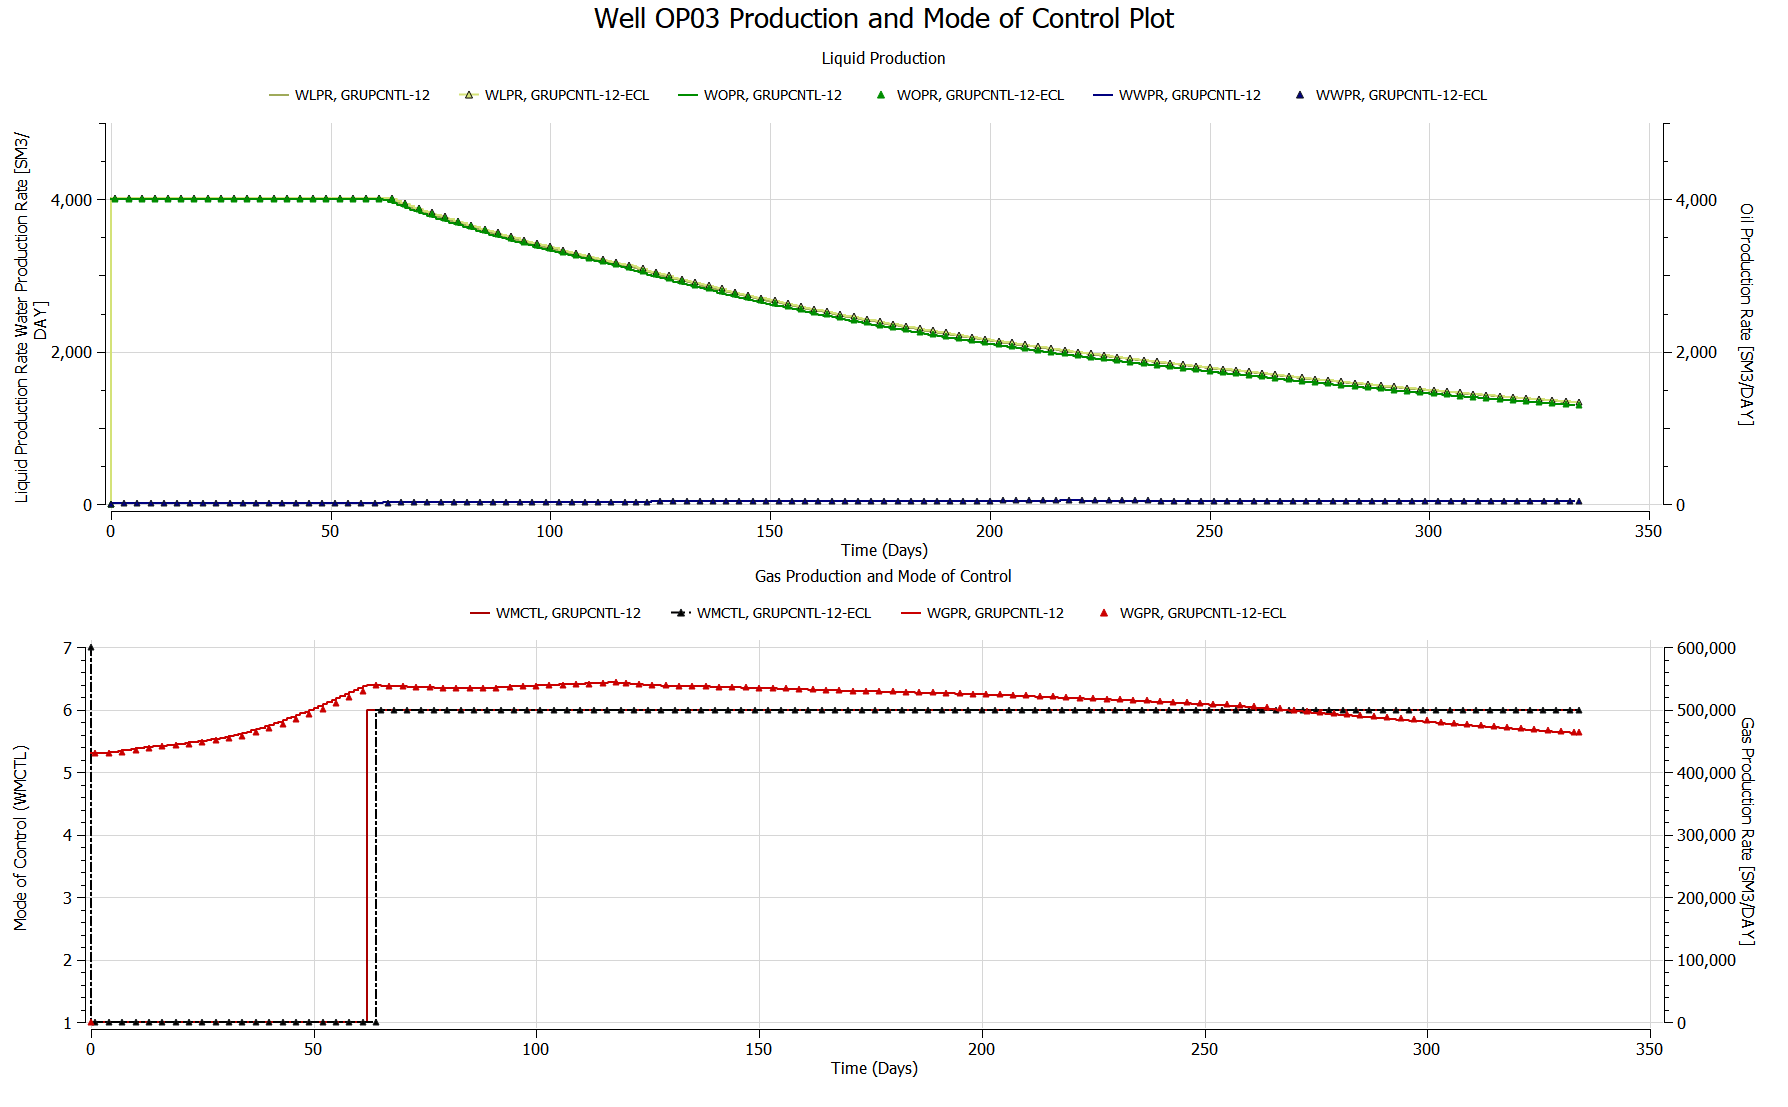 Well OP03 Production and Mode of Control Plot
Liquid Production
WLPR, GRUPCNTL-12
WLPR, GRUPCNTL-12-ECL
WOPR, GRUPCNTL-12
WOPR, GRUPCNTL-12-ECL
WWPR, GRUPCNTL-12
WWPR, GRUPCNTL-12-ECL
Liquid Production Rate Water Production Rate [SM3/
DAY]
4,000
2,000
0
4,000
2,000
0
Oil Production Rate [SM3/DAY]
0
50
100
150
200
250
300
350
Time (Days)
Gas Production and Mode of Control
WMCTL, GRUPCNTL-12
WMCTL, GRUPCNTL-12-ECL
WGPR, GRUPCNTL-12
WGPR, GRUPCNTL-12-ECL
Mode of Control (WMCTL)
7
6
5
4
3
2
1
600,000
500,000
400,000
300,000
200,000
100,000
0
Gas Production Rate [SM3/DAY]
0
50
100
150
200
250
300
350
Time (Days)